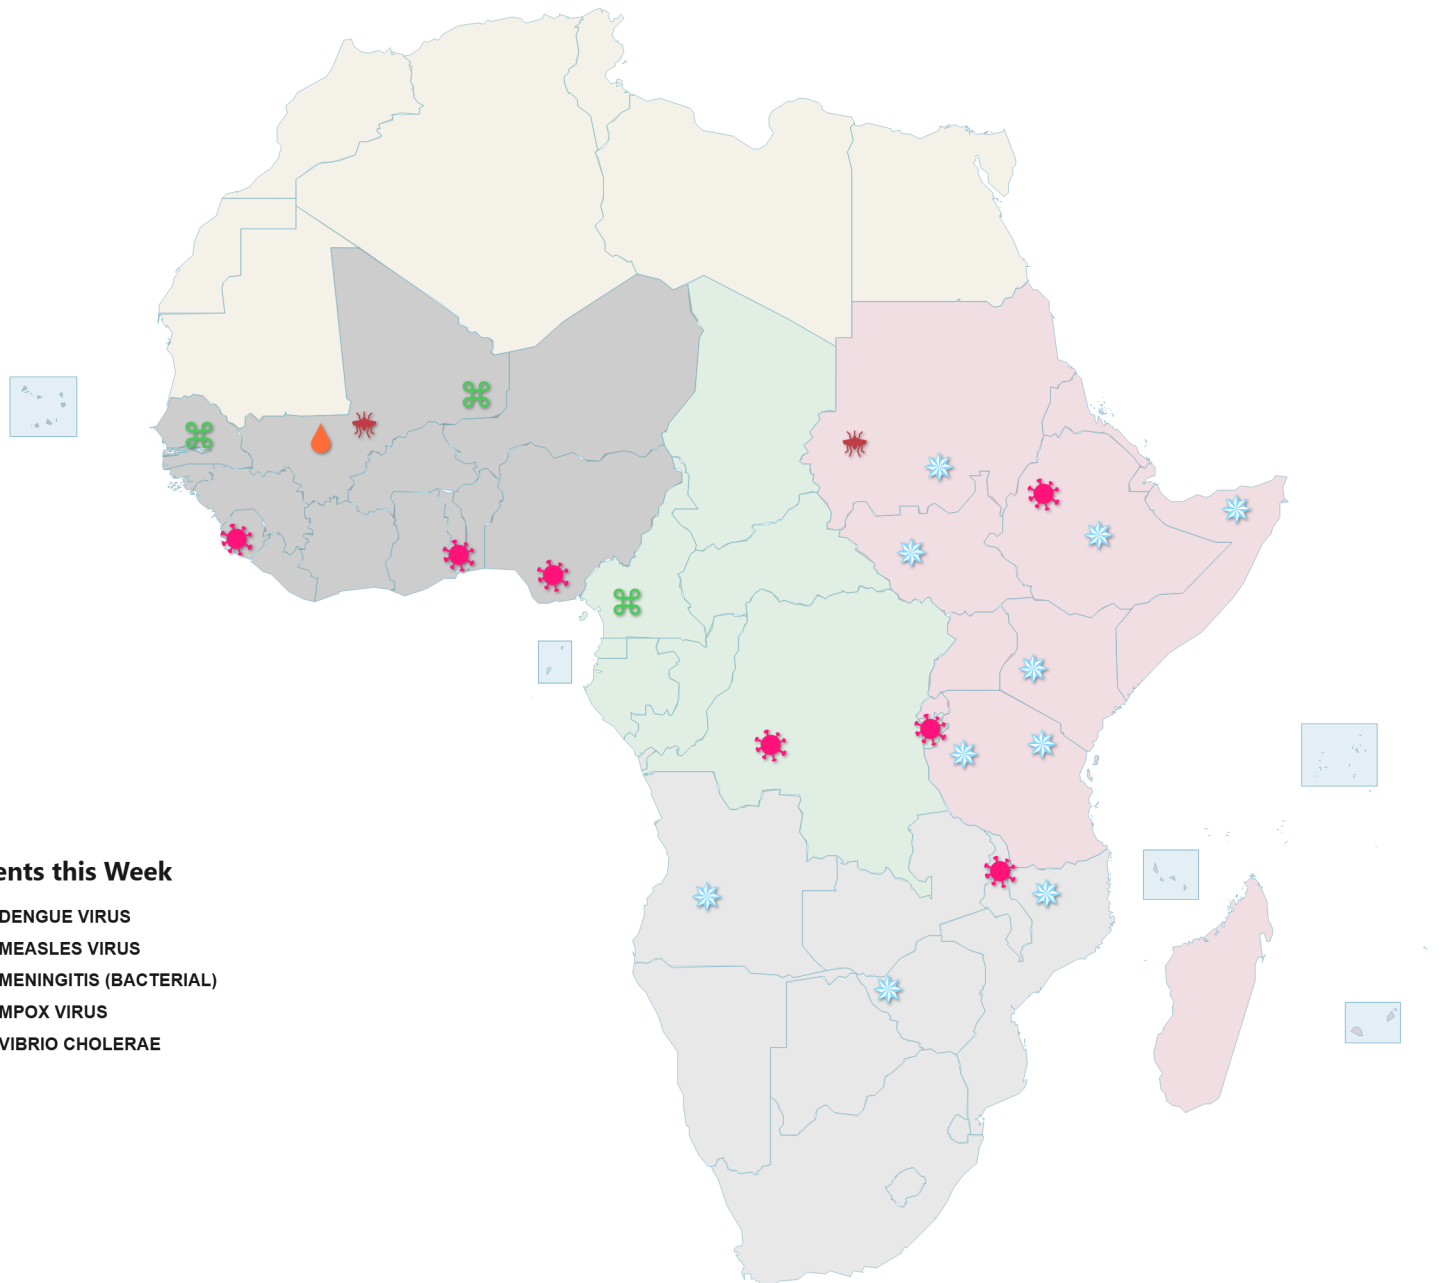 ents this Week
DENGUE VIRUS
MEASLES VIRUS
MENINGITIS (BACTERIAL)
MPOX VIRUS
VIBRIO CHOLERAE